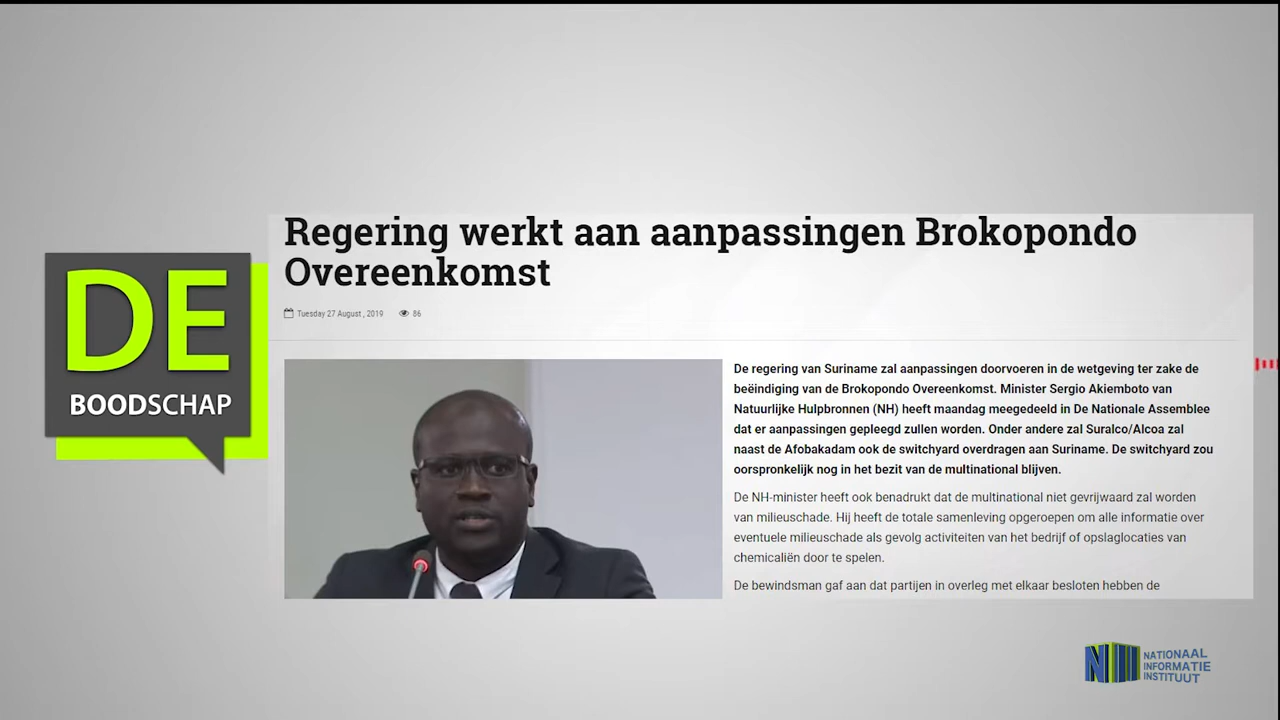 Regering werkt aan aanpassingen Brokopondo
Overeenkomst
Tuesday 27 August , 2019 86
DE
BOODSCHAP
De regering van Suriname zal aanpassingen doorvoeren in de wetgeving ter zake de
beëindiging van de Brokopondo Overeenkomst. Minister Sergio Akiemboto van
Natuurlijke Hulpbronnen (NH) heeft maandag meegedeeld in De Nationale Assemblee
dat er aanpassingen gepleegd zullen worden. Onder andere zal Suralco/Alcoa zal
naast de Afobakadam ook de switchyard overdragen aan Suriname. De switchyard zou
oorspronkelijk nog in het bezit van de multinational blijven.
De NH-minister heeft ook benadrukt dat de multinational niet gevrijwaard zal worden
van milieuschade. Hij heeft de totale samenleving opgeroepen om alle informatie over
eventuele milieuschade als gevolg activiteiten van het bedrijf of opslaglocaties van
chemicaliën door te spelen.
De bewindsman gaf aan dat partijen in overleg met elkaar besloten hebben de
NII
NATIONAAL
INFORMATIE
INSTITUUT